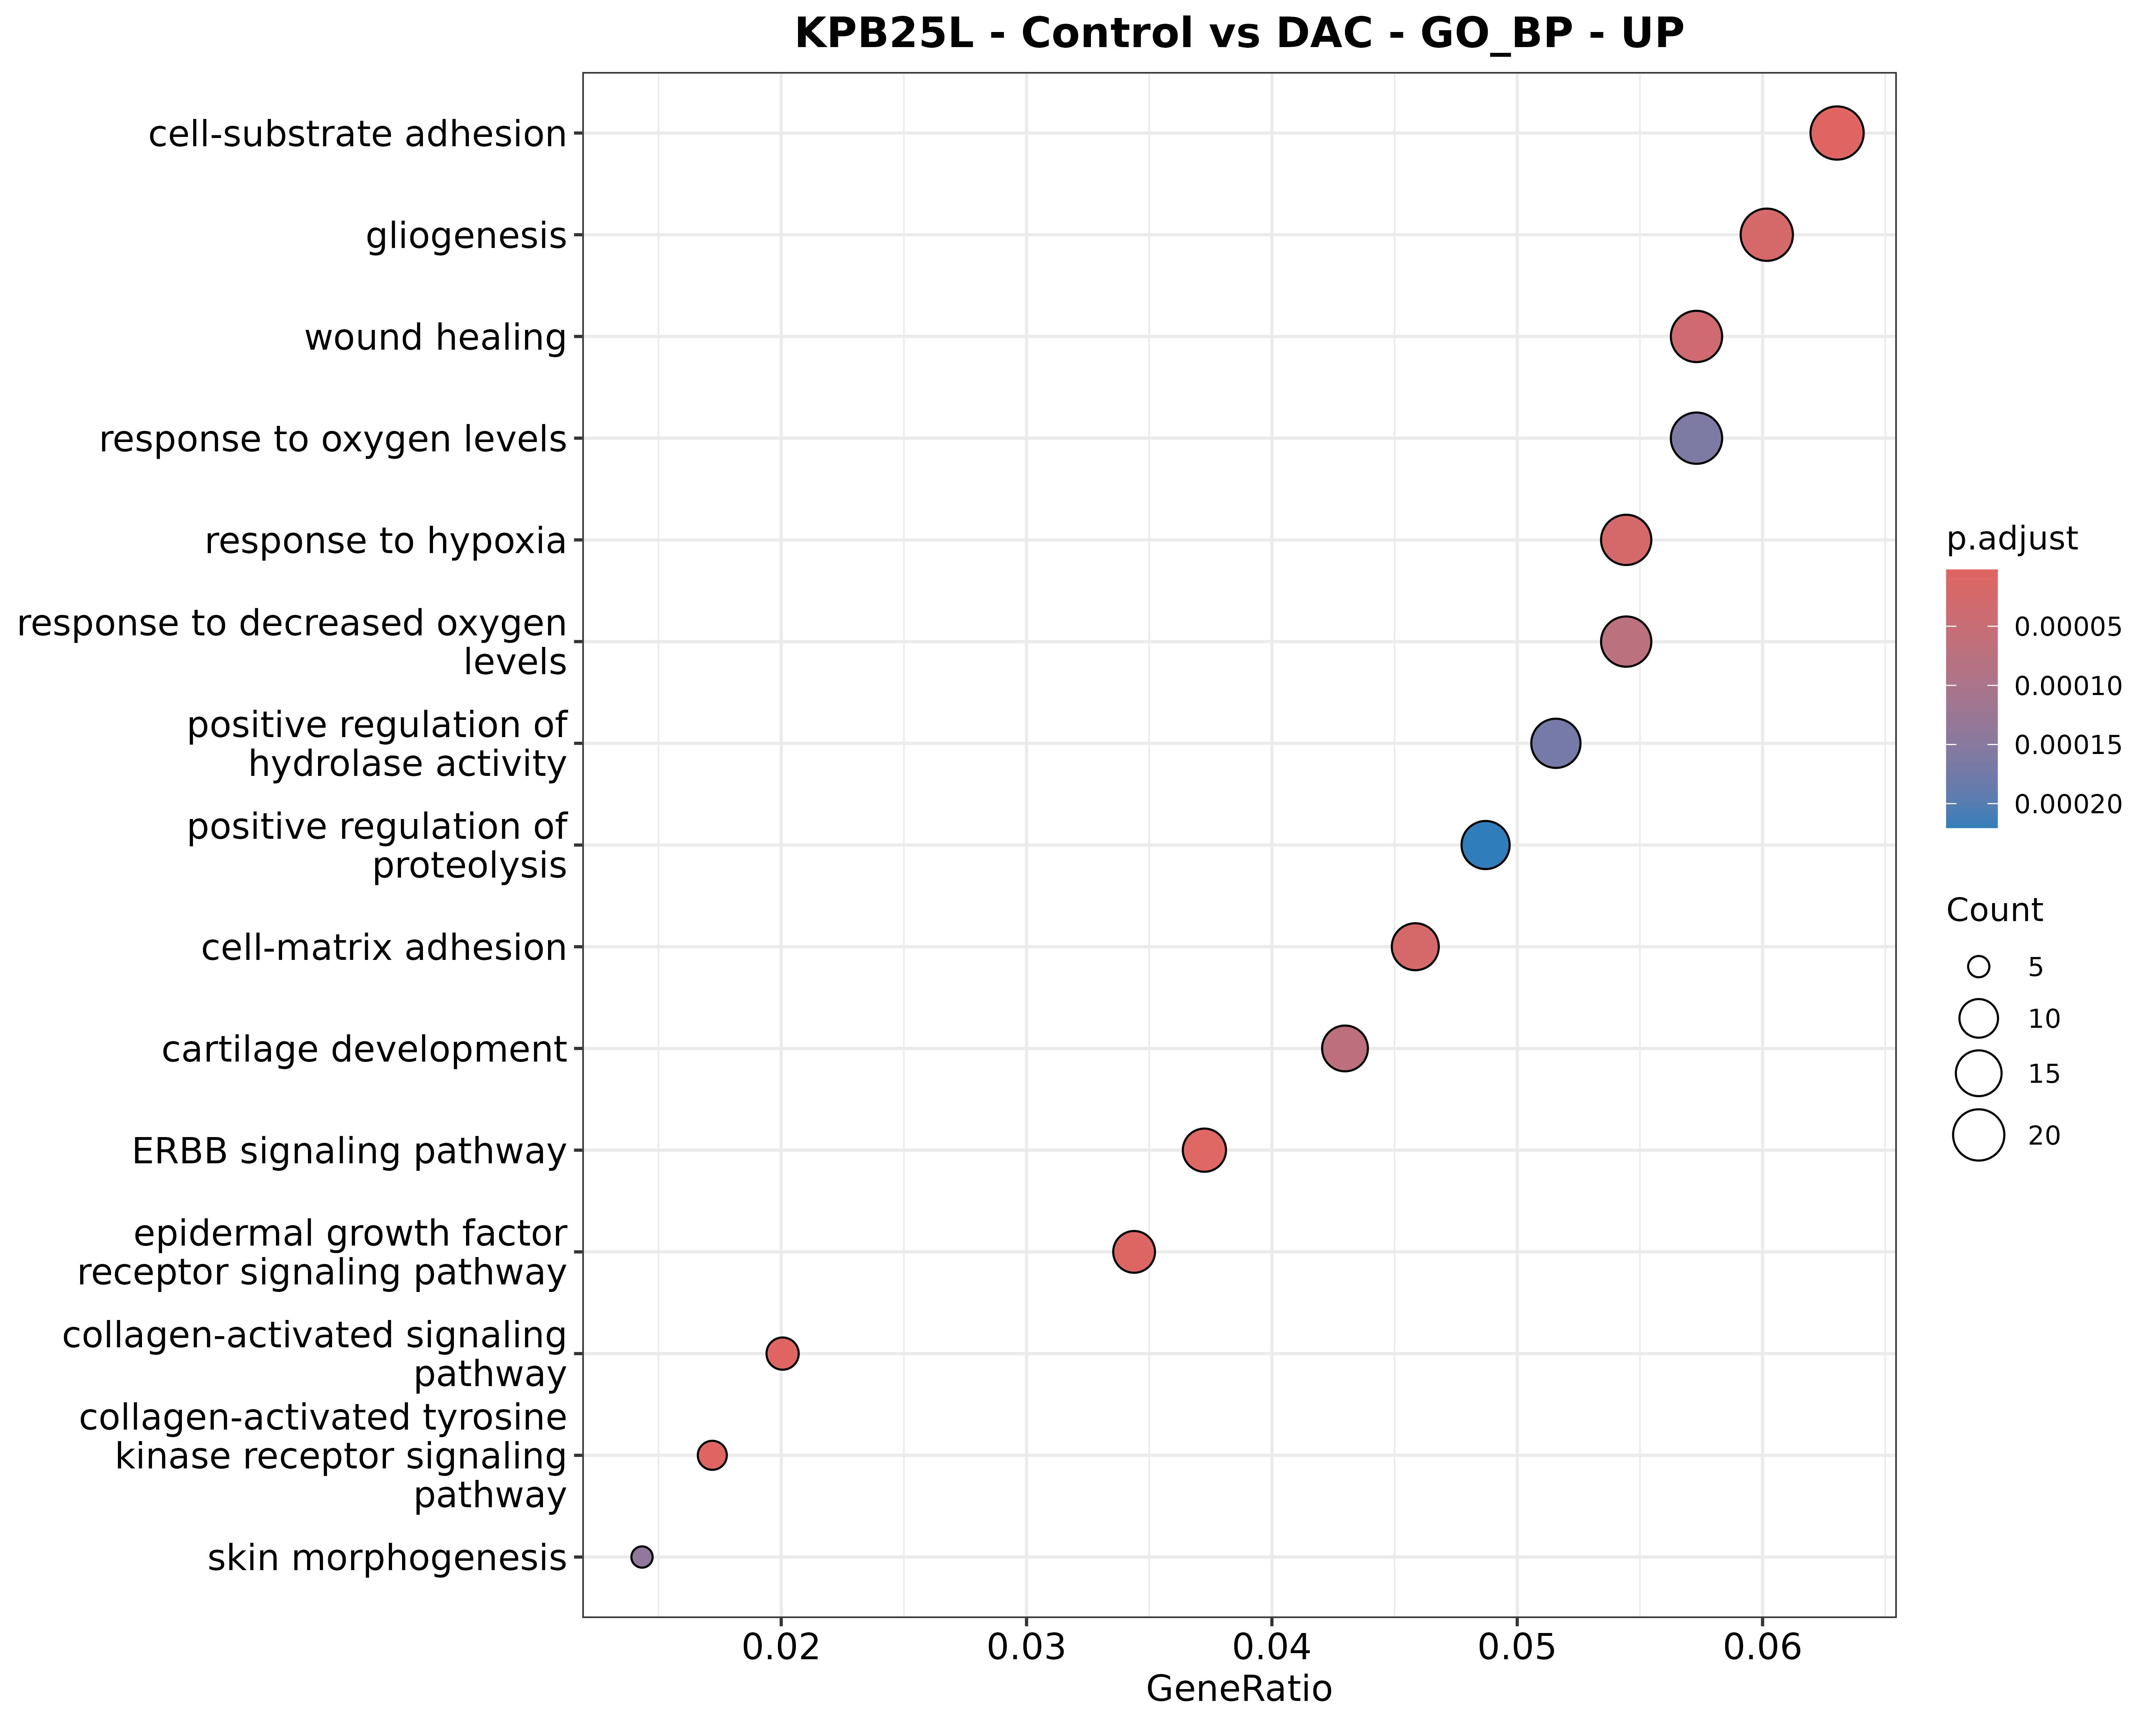 KPB25L - Control vs DAC - GO_BP - UP
cell-substrate adhesion
gliogenesis
wound healing
response to oxygen levels
response to hypoxia
response to decreased oxygen
levels
positive regulation of
hydrolase activity
positive regulation of
proteolysis
cell-matrix adhesion
cartilage development
ERBB signaling pathway
epidermal growth factor
receptor signaling pathway
collagen-activated signaling
pathway
collagen-activated tyrosine
kinase receptor signaling
pathway
skin morphogenesis
0.02 0.03 0.04 0.05 0.06
GeneRatio
p.adjust
0.00005
0.00010
0.00015
0.00020
Count
5
10
15
20